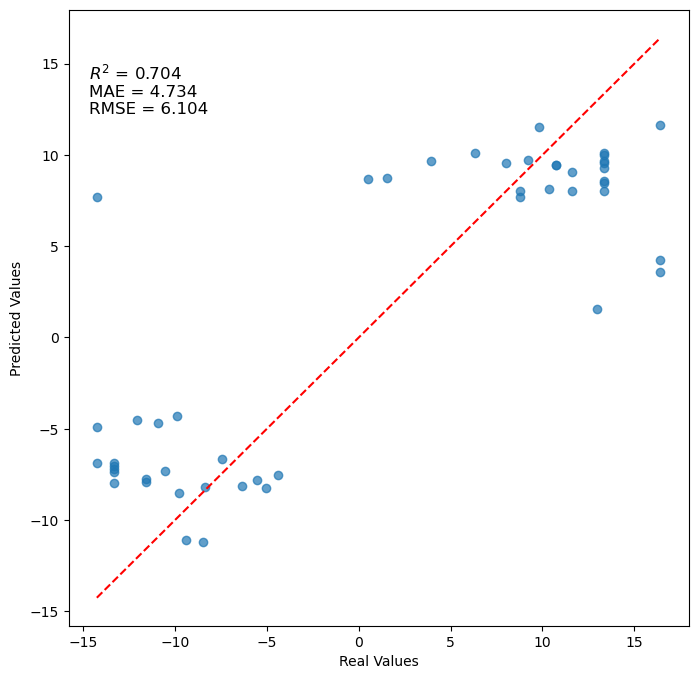 R² = 0.704
MAE = 4.734
RMSE = 6.104
15
10
5
0
−5
−10
−15
Predicted Values
−15 −10 −5 0 5 10 15
Real Values